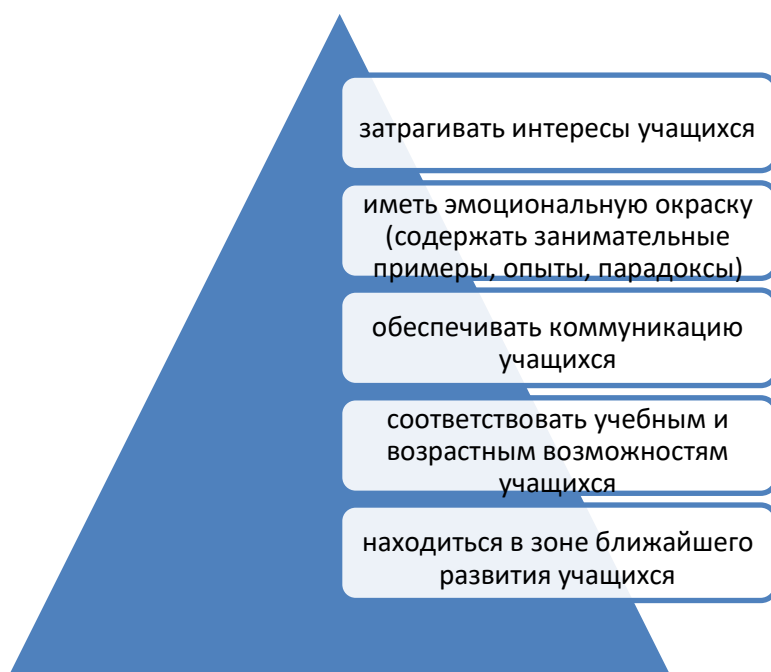 затрагивать интересы учащихся
иметь эмоциональную окраску
(содержать занимательные
примеры, опыты, парадоксы)
обеспечивать коммуникацию
учащихся
соответствовать учебным и
возрастным возможностям
учащихся
находиться в зоне ближайшего
развития учащихся